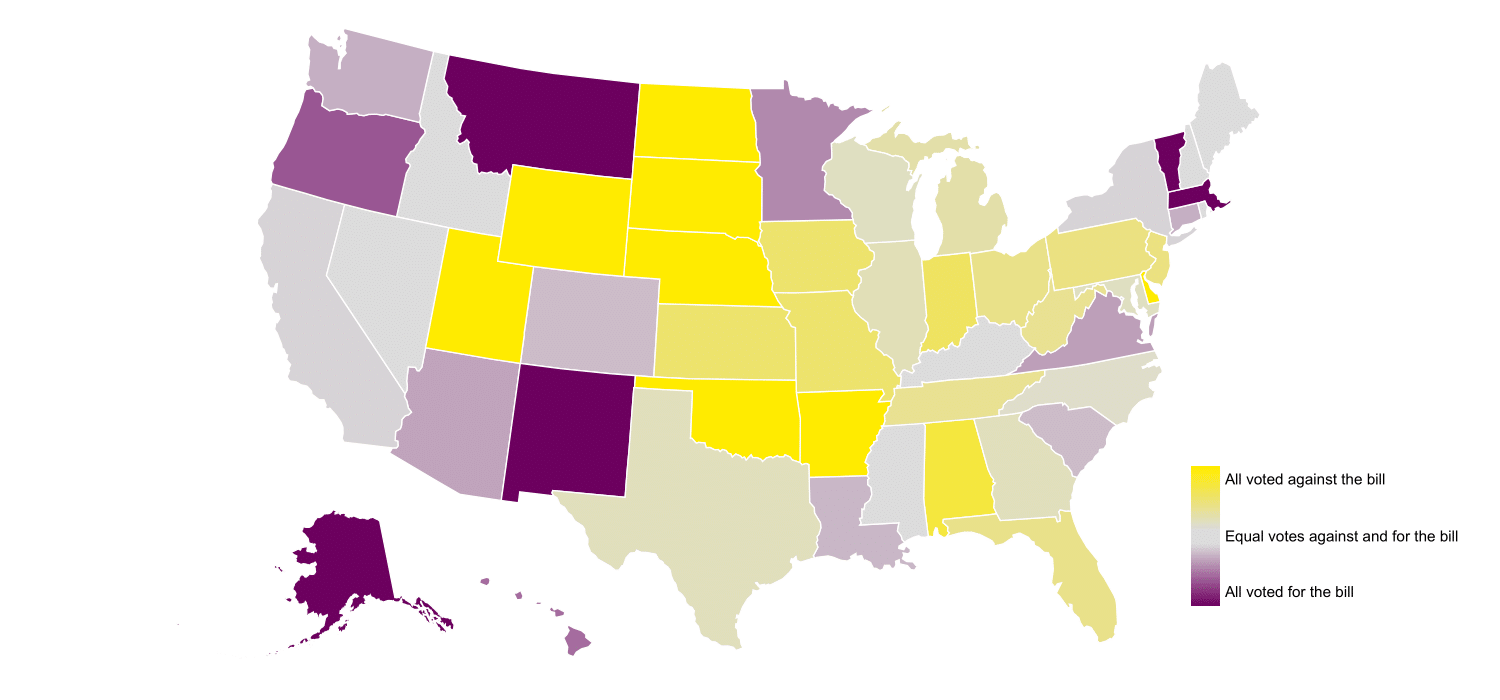 All voted against the bill
Equal votes against and for the bill
All voted for the bill